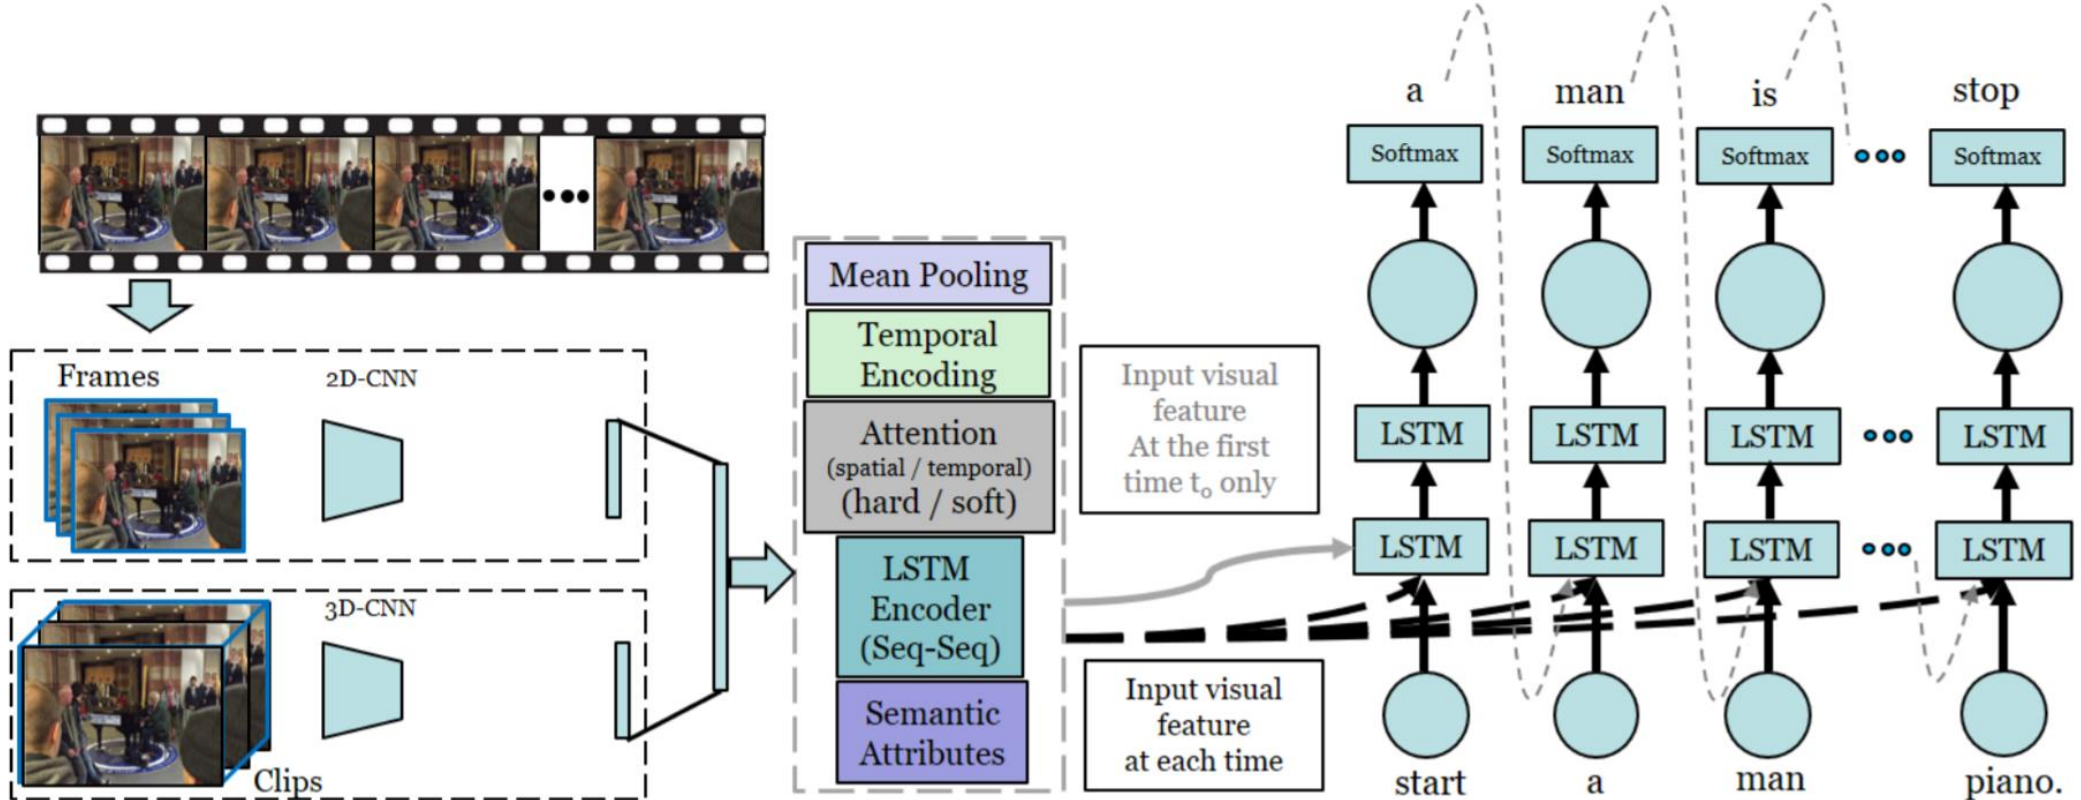 a man is stop
Softmax Softmax Softmax Softmax
Mean Pooling
Temporal
Encoding
Attention
(spatial / temporal)
(hard / soft)
LSTM
Encoder
(Seq-Seq)
Semantic
Attributes
Frames
2D-CNN
3D-CNN
Clips
Input visual
feature
At the first
time t₀ only
Input visual
feature
at each time
LSTM LSTM LSTM LSTM
LSTM LSTM LSTM LSTM
start a man piano.